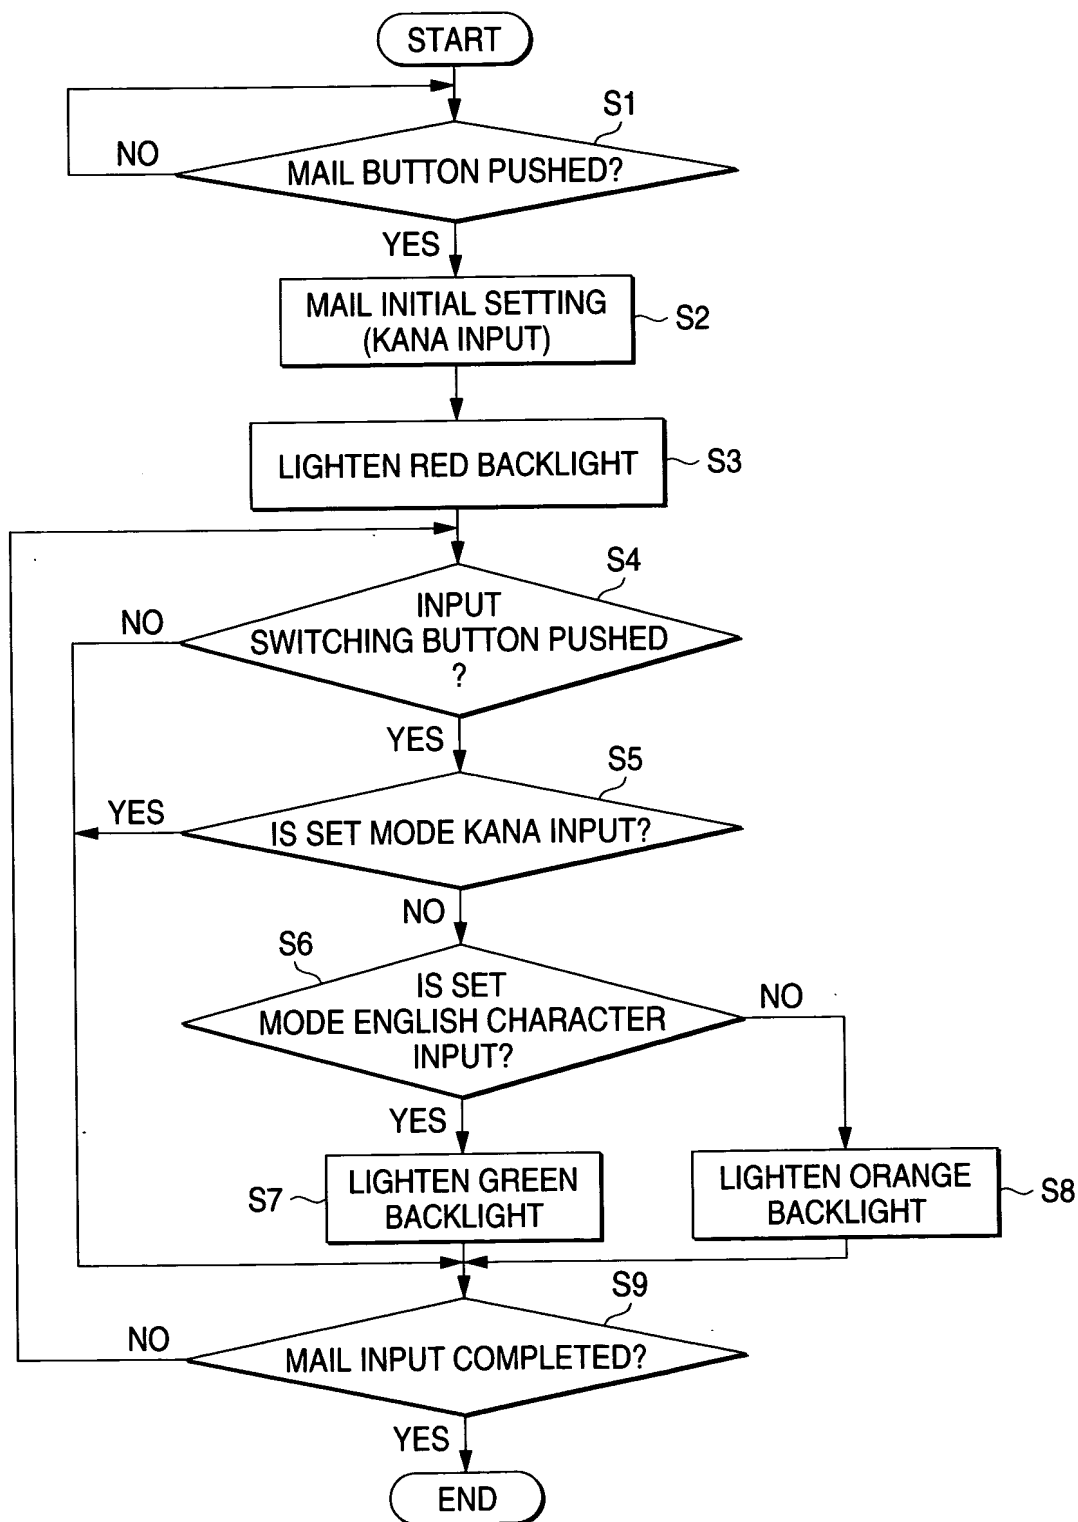 START
S1
NO
MAIL BUTTON PUSHED?
YES
MAIL INITIAL SETTING
(KANA INPUT)
S2
LIGHTEN RED BACKLIGHT
S3
S4
NO
INPUT
SWITCHING BUTTON PUSHED
?
YES
S5
YES
IS SET MODE KANA INPUT?
NO
S6
IS SET
MODE ENGLISH CHARACTER
INPUT?
NO
YES
S7
LIGHTEN GREEN
BACKLIGHT
LIGHTEN ORANGE
BACKLIGHT
S8
S9
NO
MAIL INPUT COMPLETED?
YES
END